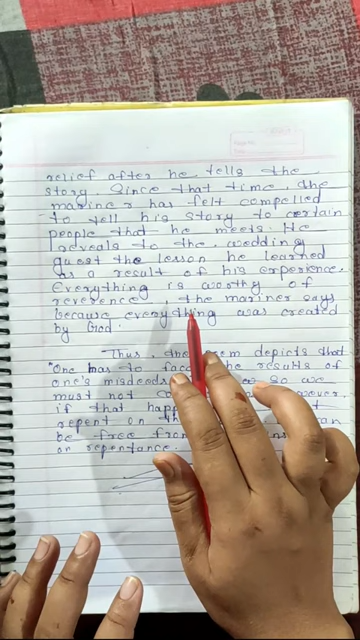 relief after he tells the
story. Since that time, the
mariner has felt compelled
to tell his story to certain
people that he meets. He
reveals to the wedding
guest the lesson he learned
as a result of his experience.
Everything is worthy of
reverence, the mariner says
because everything was created
by God.
Thus, the poem depicts that
"One has to face the results of
one's misdeeds so we
must not
if that
repent on
be free from
on repentance.